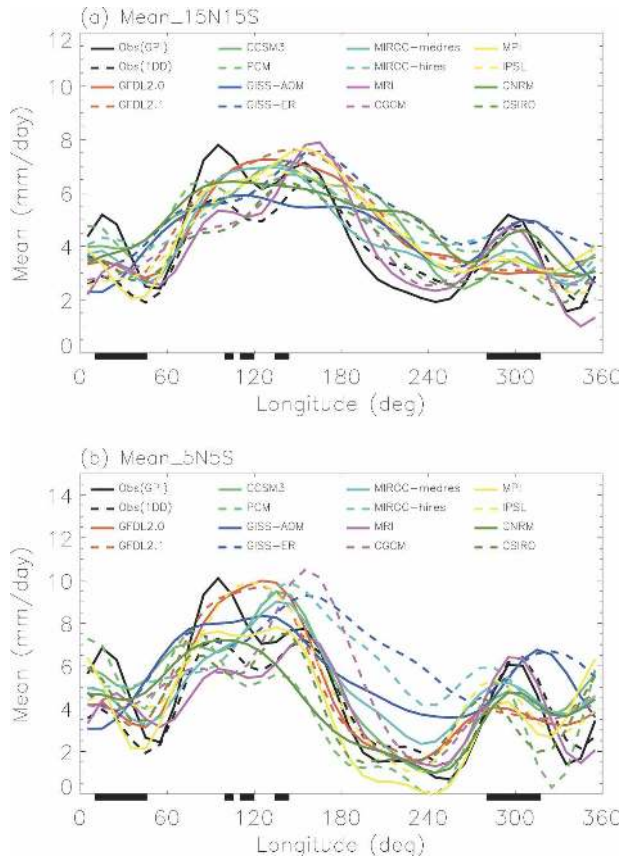 (a) Mean_15N15S
Mean (mm/day)
12
10
8
6
4
2
0
Obs(GPI) CCSM3 MIROC-medres MPI
Obs(1DD) PCM MIROC-hires IPSL
GFDL2.0 GISS-AOM MRI CNRM
GFDL2.1 GISS-ER CGCM CSIRO
0 60 120 180 240 300 360
Longitude (deg)
(b) Mean_5N5S
Mean (mm/day)
14
12
10
8
6
4
2
0
Obs(GPI) CCSM3 MIROC-medres MPI
Obs(1DD) PCM MIROC-hires IPSL
GFDL2.0 GISS-AOM MRI CNRM
GFDL2.1 GISS-ER CGCM CSIRO
0 60 120 180 240 300 360
Longitude (deg)